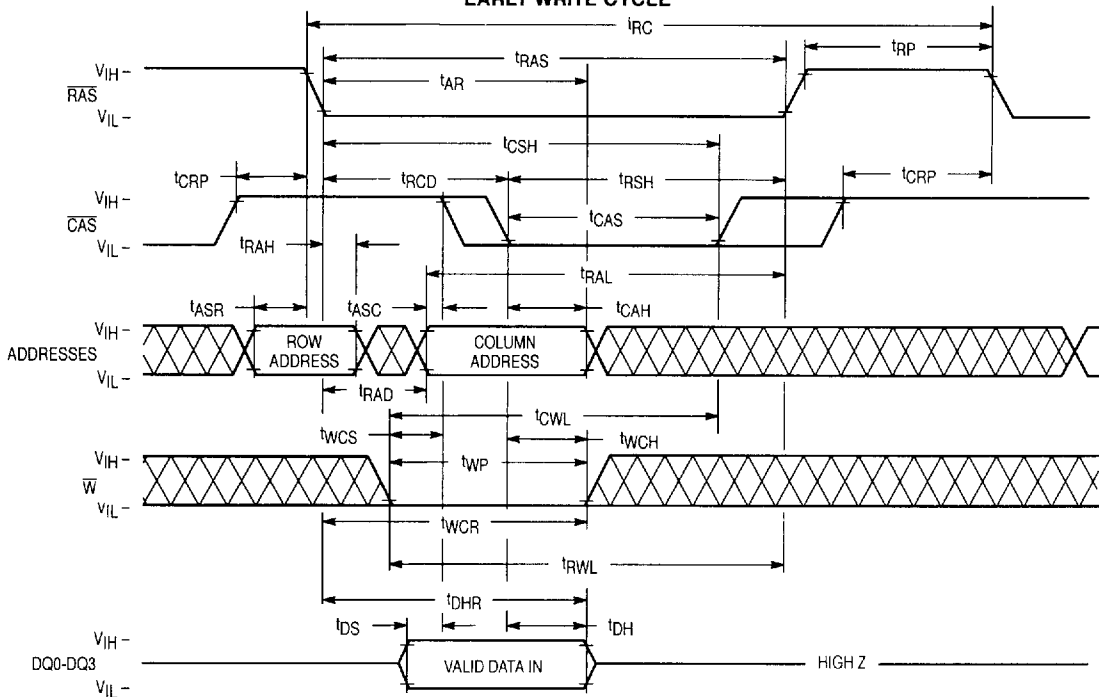 EARLY WRITE CYCLE
tRC
tRAS
tRP
tAR
VIH –
RAS
VIL –
tCSH
tCRP
tRCD
tRSH
tCRP
VIH –
CAS
VIL –
tCAS
tRAH
tRAL
tASR
tASC
tCAH
VIH –
ADDRESSES
VIL –
ROW
ADDRESS
COLUMN
ADDRESS
tRAD
tCWL
tWCS
tWCH
VIH –
W
VIL –
tWP
tWCR
tRWL
tDHR
tDS
tDH
VIH –
DQ0-DQ3
VIL –
VALID DATA IN
HIGH Z